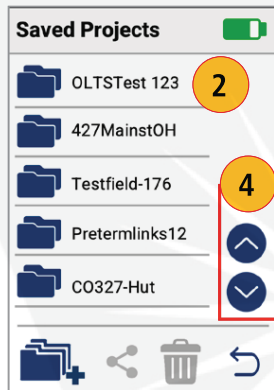 Saved Projects
OLTSTest 123
2
427MainstOH
Testfield-176
4
Pretermlinks12
CO327-Hut